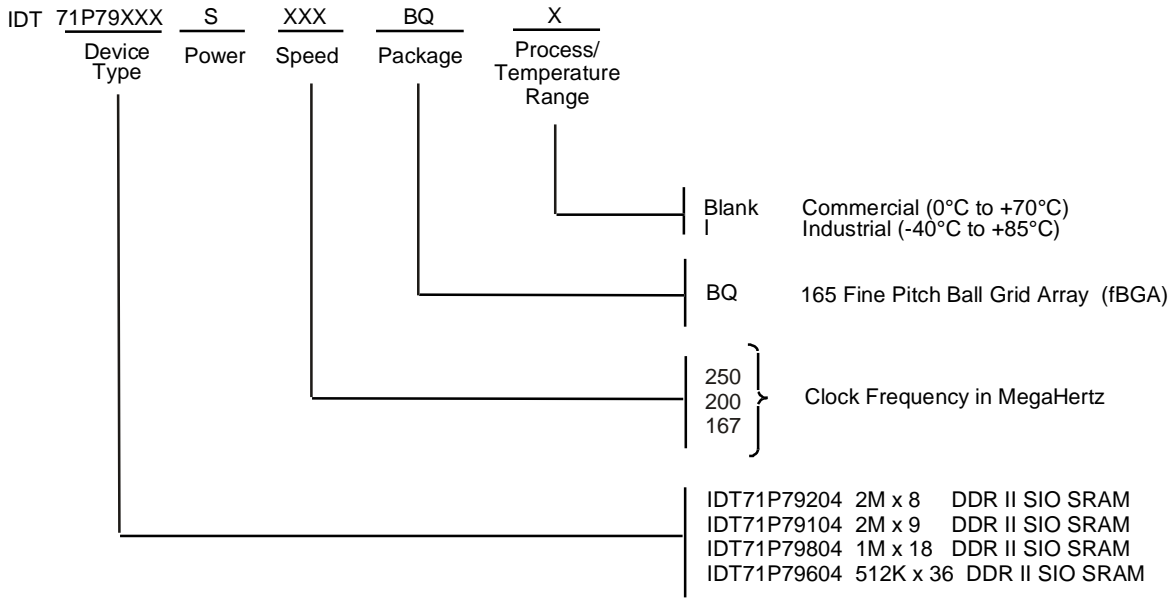 IDT 71P79XXX S XXX BQ X
Device Type Power Speed Package Process/ Temperature Range
Blank Commercial (0°C to +70°C)
I Industrial (-40°C to +85°C)
BQ 165 Fine Pitch Ball Grid Array (fBGA)
250
200
167
Clock Frequency in MegaHertz
IDT71P79204 2M x 8 DDR II SIO SRAM
IDT71P79104 2M x 9 DDR II SIO SRAM
IDT71P79804 1M x 18 DDR II SIO SRAM
IDT71P79604 512K x 36 DDR II SIO SRAM